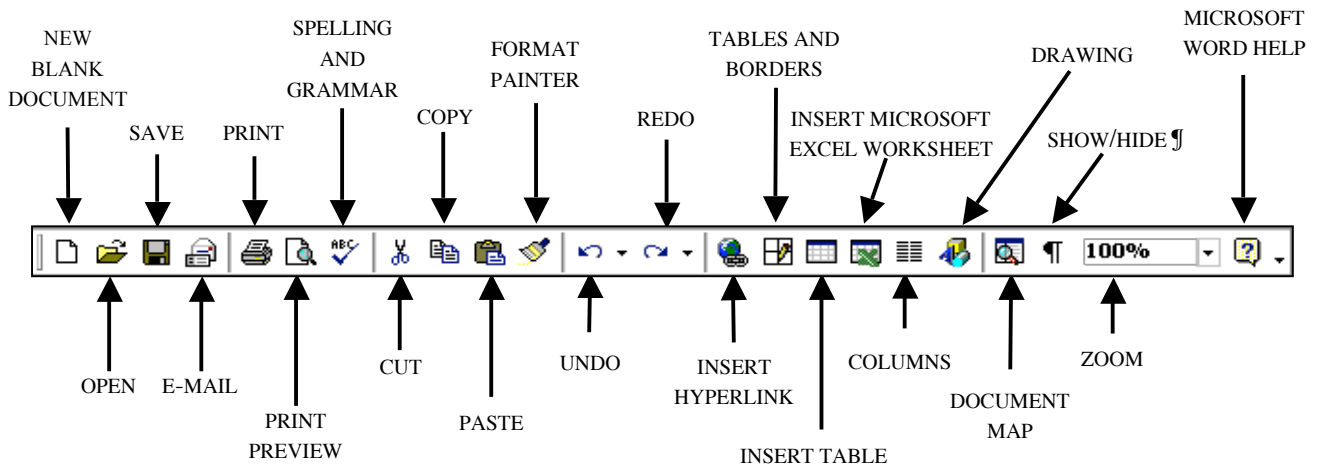 NEW
BLANK
DOCUMENT
SAVE
PRINT
SPELLING
AND
GRAMMAR
COPY
FORMAT
PAINTER
REDO
TABLES AND
BORDERS
INSERT MICROSOFT
EXCEL WORKSHEET
DRAWING
SHOW/HIDE ¶
MICROSOFT
WORD HELP
ABC
¶
100%
?
OPEN
E-MAIL
PRINT
PREVIEW
CUT
PASTE
UNDO
INSERT
HYPERLINK
INSERT TABLE
COLUMNS
DOCUMENT
MAP
ZOOM